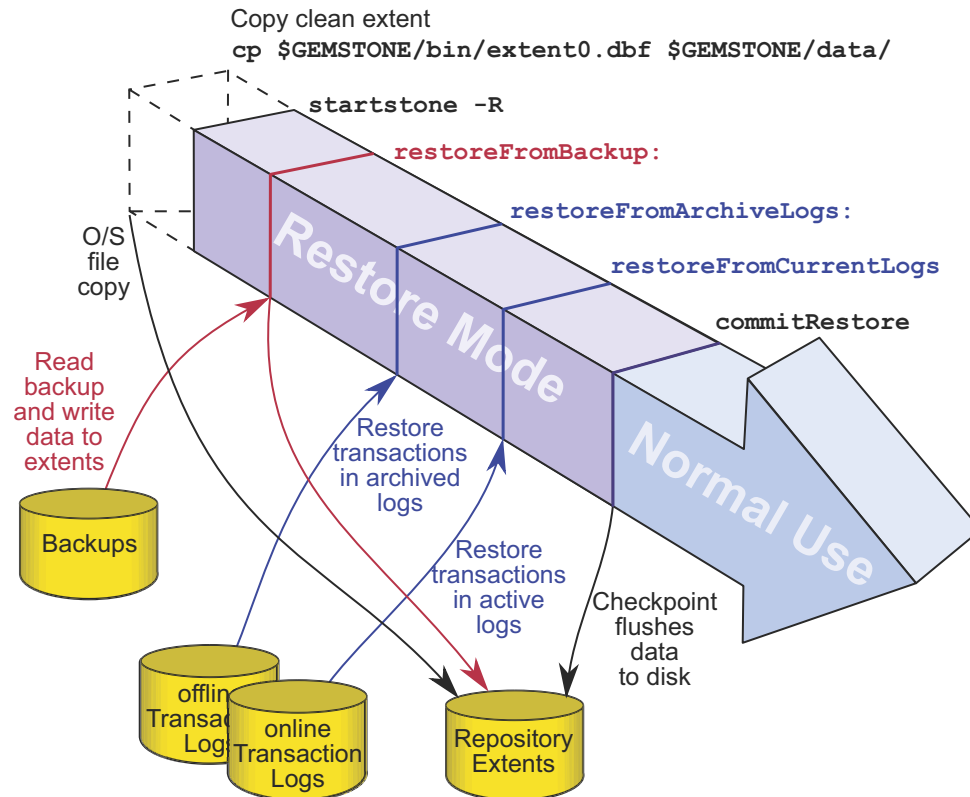 Copy clean extent
cp $GEMSTONE/bin/extent0.dbf $GEMSTONE/data/
startstone -R
restoreFromBackup:
restoreFromArchiveLogs:
restoreFromCurrentLogs
commitRestore
Restore Mode
Normal Use
O/S
file
copy
Read
backup
and write
data to
extents
Restore
transactions
in archived
logs
Restore
transactions
in active
logs
Checkpoint
flushes
data
to disk
Backups
offlin
Transac
Logs
online
Transaction
Logs
Repository
Extents